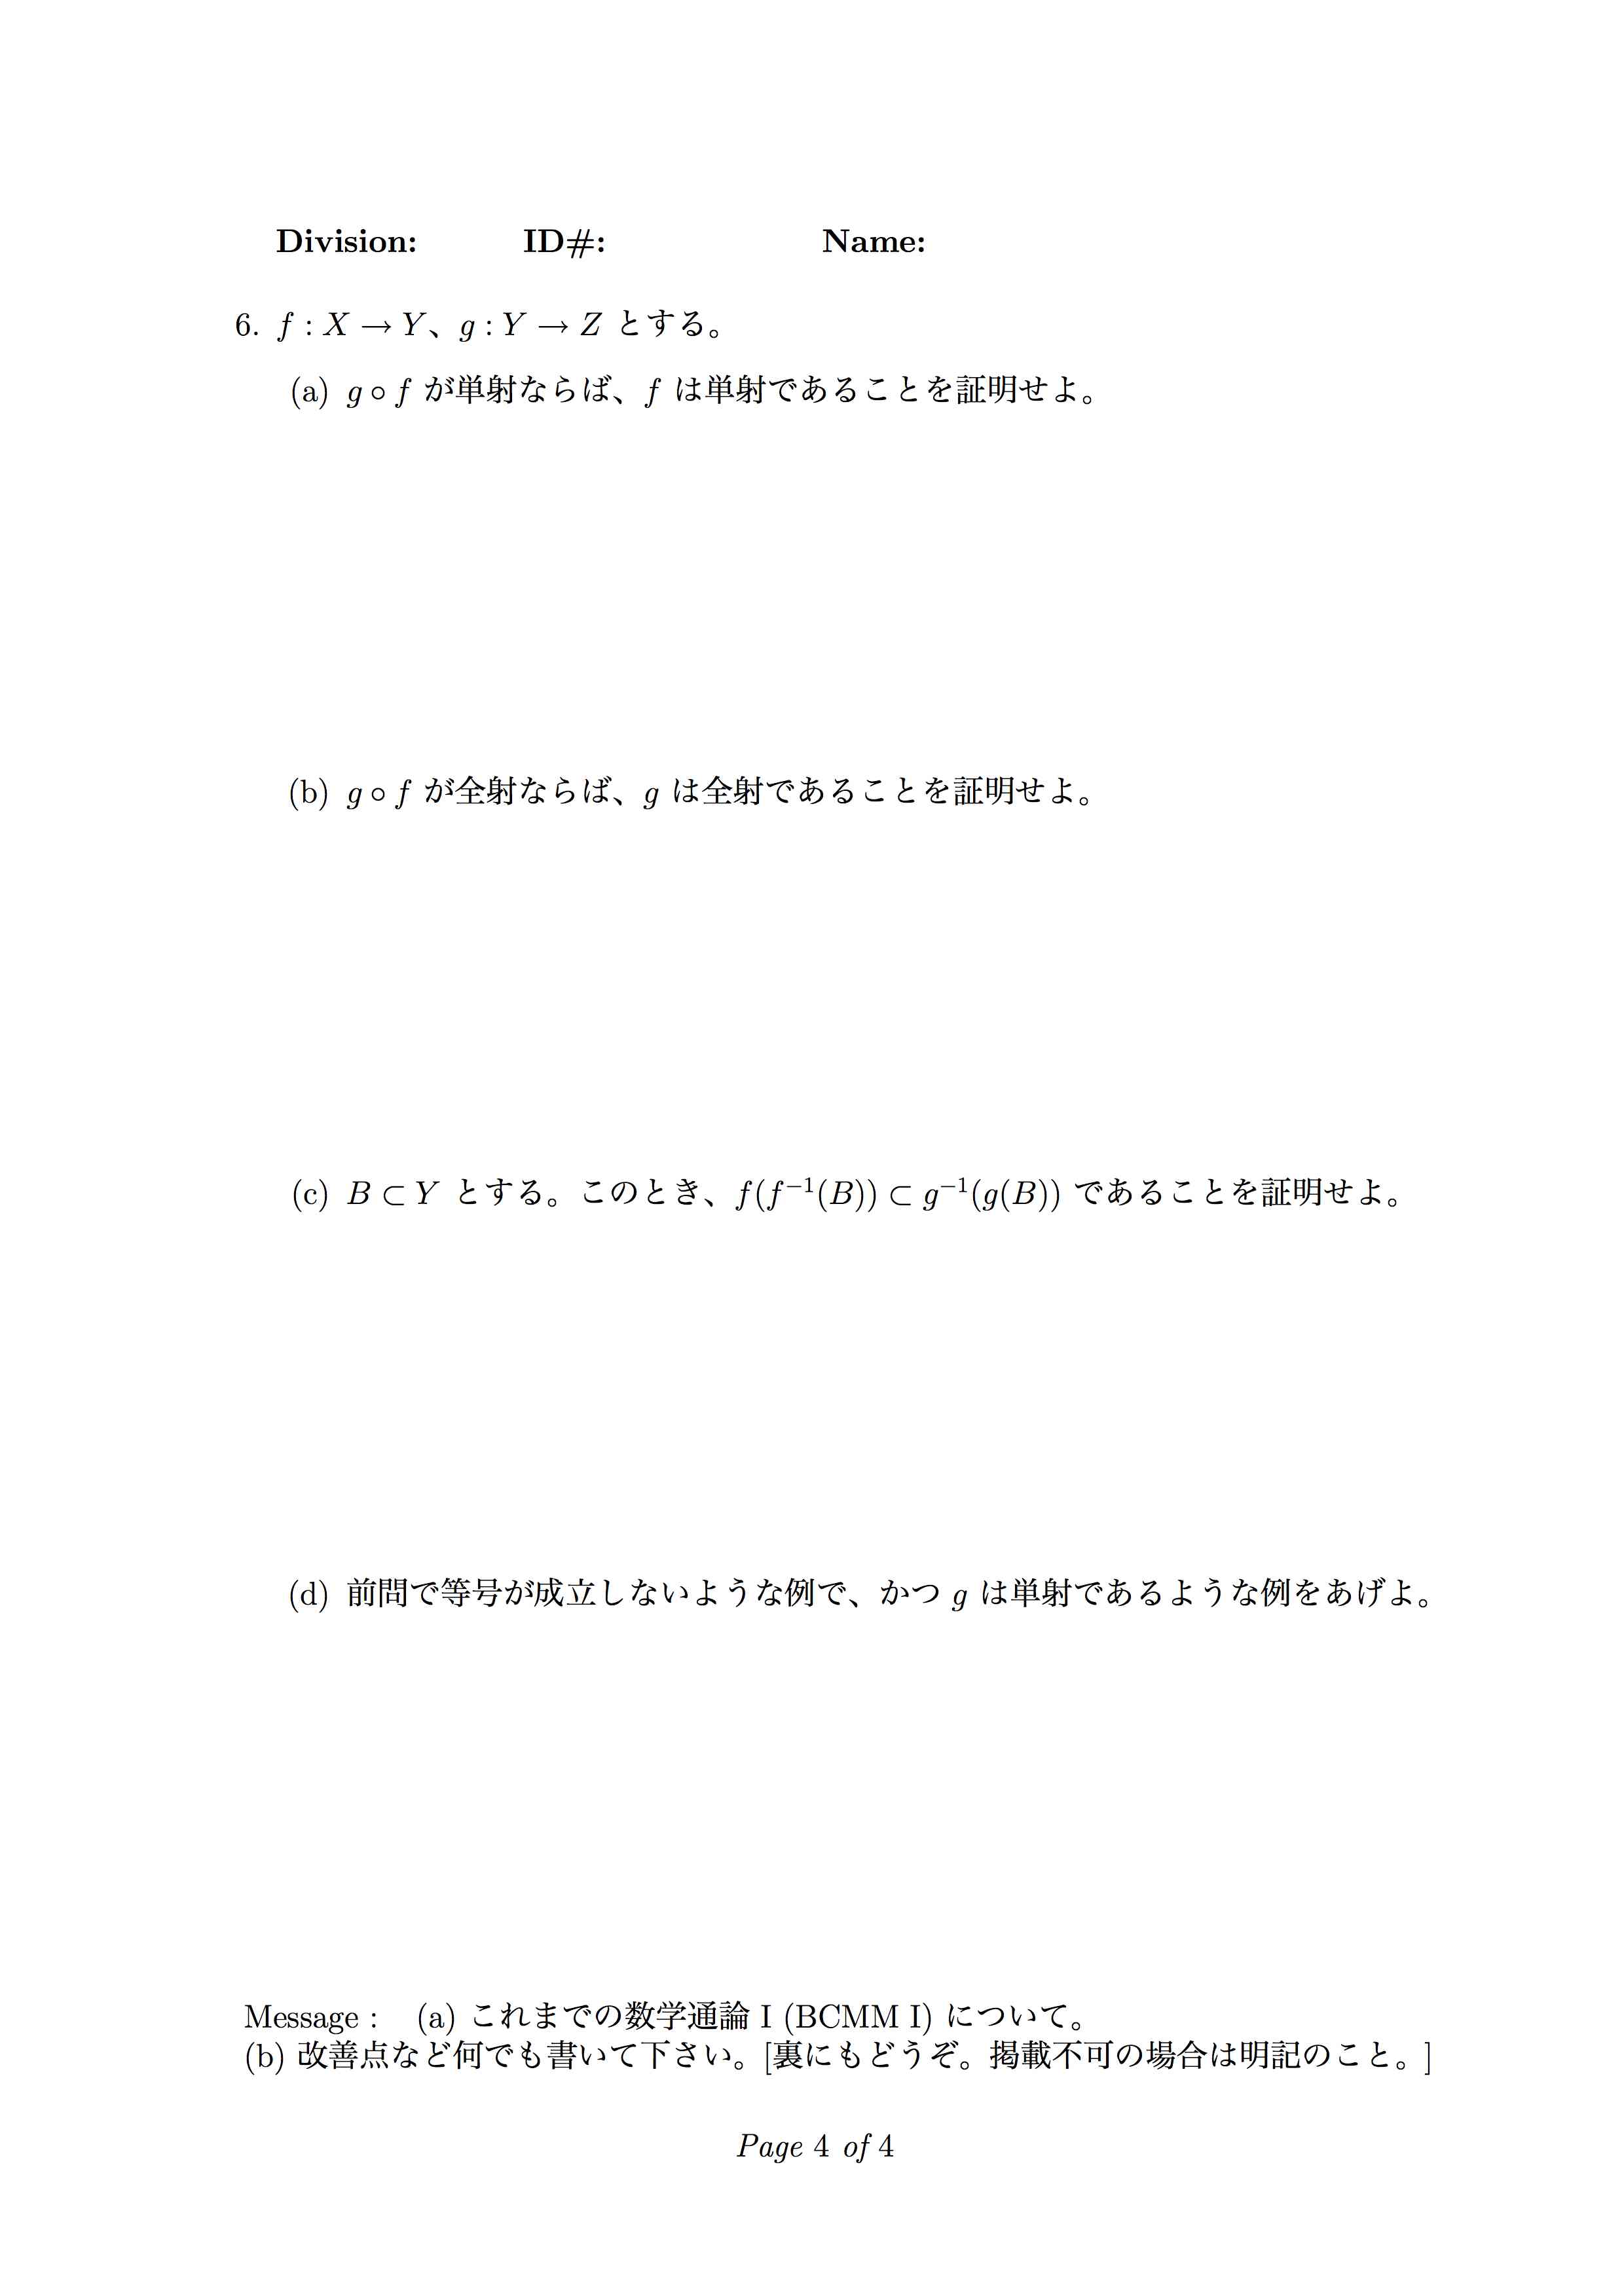 Division: ID#: Name:
6. f : X → Y、g : Y → Z とする。
(a) g ∘ f が単射ならば、f は単射であることを証明せよ。
(b) g ∘ f が全射ならば、g は全射であることを証明せよ。
(c) B ⊂ Y とする。このとき、f(f⁻¹(B)) ⊂ g⁻¹(g(B)) であることを証明せよ。
(d) 前問で等号が成立しないような例で、かつ g は単射であるような例をあげよ。
Message : (a) これまでの数学通論 I (BCMM I) について。
(b) 改善点など何でも書いて下さい。[裏にもどうぞ。掲載不可の場合は明記のこと。]
Page 4 of 4